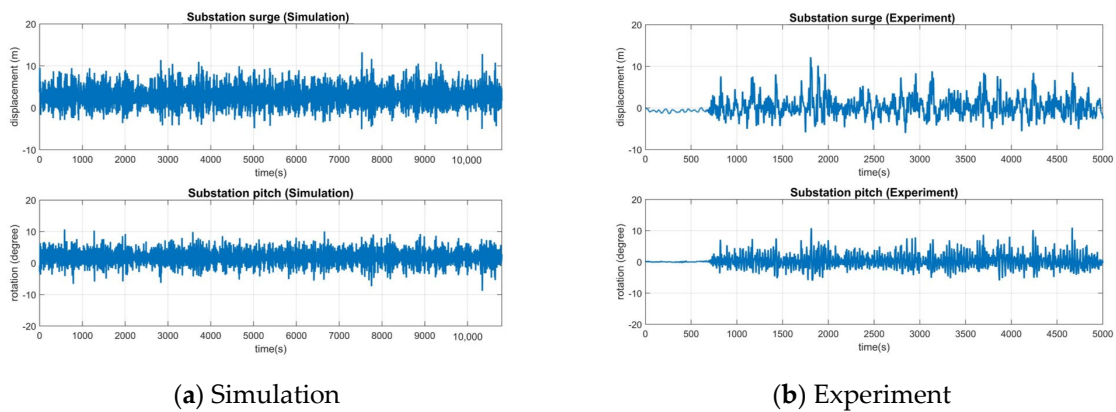 Substation surge (Simulation)
20
10
0
-10
displacement (m)
0 1000 2000 3000 4000 5000 6000 7000 8000 9000 10,000
time(s)
Substation pitch (Simulation)
20
10
0
-10
-20
rotation (degree)
0 1000 2000 3000 4000 5000 6000 7000 8000 9000 10,000
time(s)
(a) Simulation
Substation surge (Experiment)
20
10
0
-10
displacement (m)
0 500 1000 1500 2000 2500 3000 3500 4000 4500 5000
time(s)
Substation pitch (Experiment)
20
10
0
-10
-20
rotation (degree)
0 500 1000 1500 2000 2500 3000 3500 4000 4500 5000
time(s)
(b) Experiment